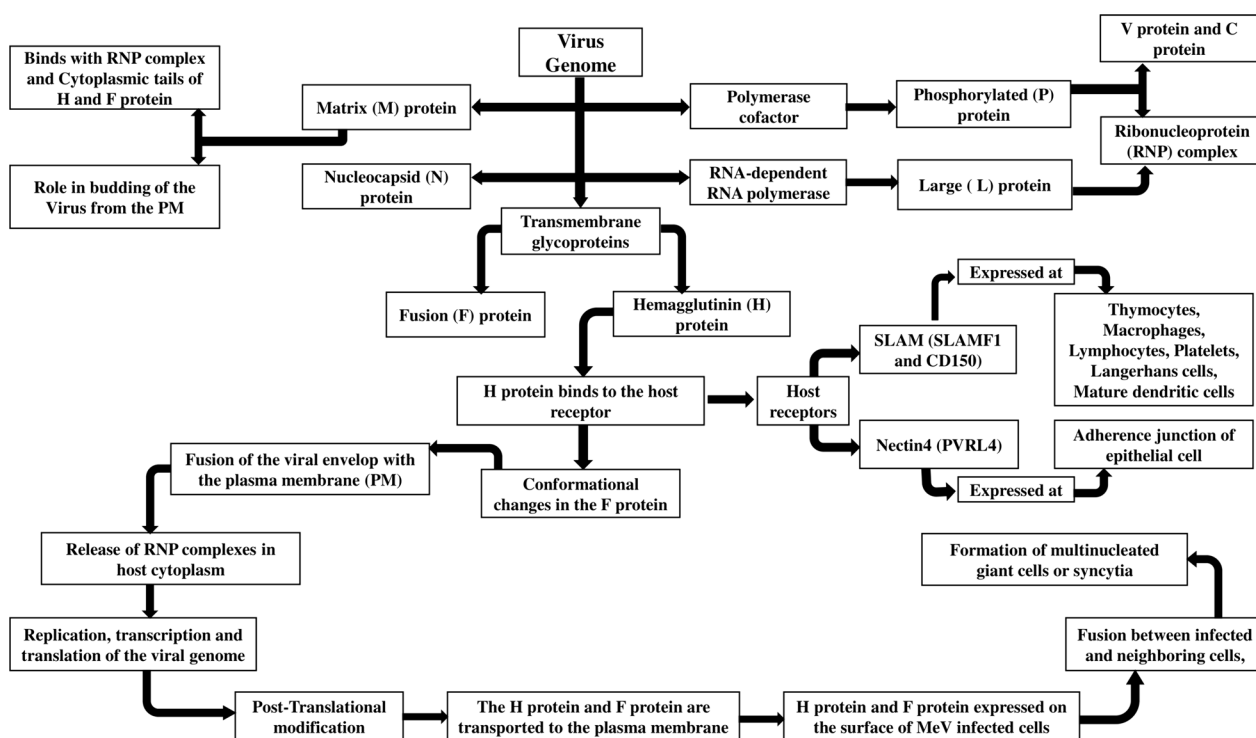 Virus
Genome
V protein and C
protein
Binds with RNP complex
and Cytoplasmic tails of
H and F protein
Matrix (M) protein
Polymerase
cofactor
Phosphorylated (P)
protein
Ribonucleoprotein
(RNP) complex
Role in budding of the
Virus from the PM
Nucleocapsid (N)
protein
RNA-dependent
RNA polymerase
Large ( L) protein
Transmembrane
glycoproteins
Fusion (F) protein
Hemagglutinin (H)
protein
Expressed at
SLAM (SLAMF1
and CD150)
Thymocytes,
Macrophages,
Lymphocytes, Platelets,
Langerhans cells,
Mature dendritic cells
H protein binds to the host
receptor
Host
receptors
Nectin4 (PVRL4)
Adherence junction of
epithelial cell
Expressed at
Fusion of the viral envelop with
the plasma membrane (PM)
Conformational
changes in the F protein
Release of RNP complexes in
host cytoplasm
Formation of multinucleated
giant cells or syncytia
Replication, transcription and
translation of the viral genome
Fusion between infected
and neighboring cells,
Post-Translational
modification
The H protein and F protein are
transported to the plasma membrane
H protein and F protein expressed on
the surface of MeV infected cells